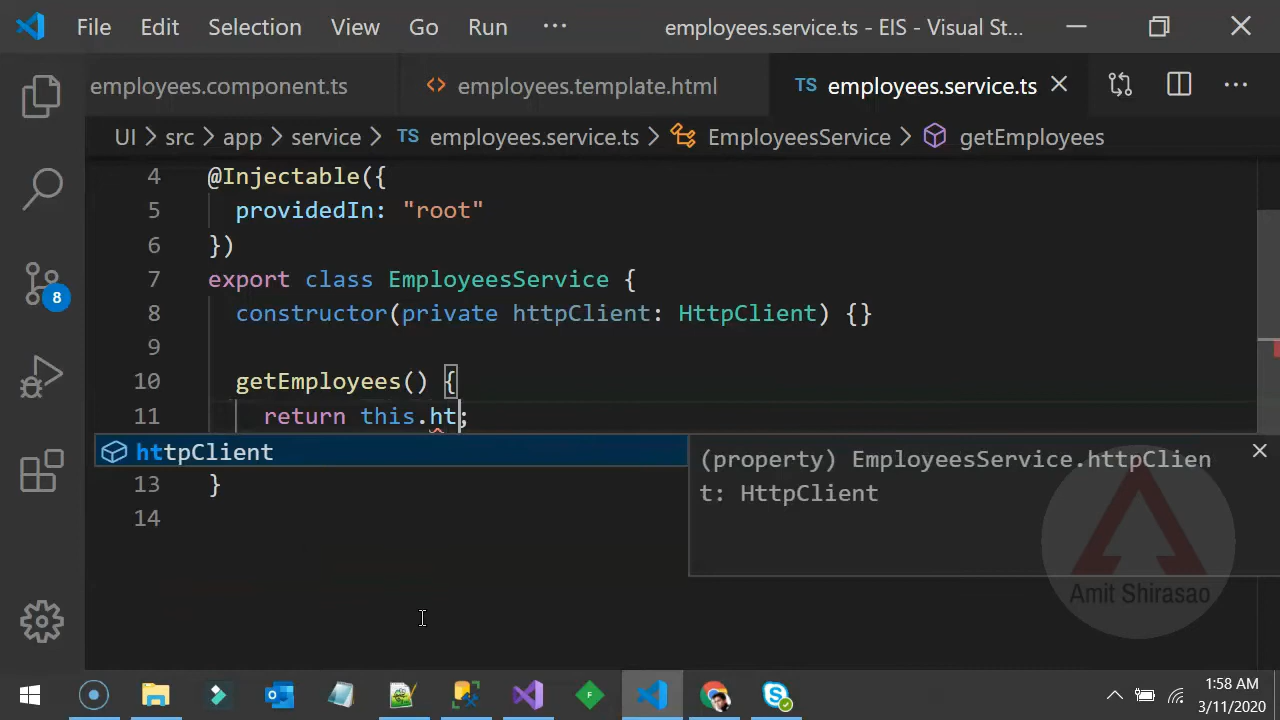 File Edit Selection View Go Run ··· employees.service.ts - EIS - Visual St...
employees.component.ts <> employees.template.html TS employees.service.ts
UI > src > app > service > TS employees.service.ts > EmployeesService > getEmployees
4 @Injectable({
5 providedIn: "root"
6 })
7 export class EmployeesService {
8 constructor(private httpClient: HttpClient) {}
9
10 getEmployees() {
11 return this.ht;
httpClient
(property) EmployeesService.httpClien
t: HttpClient
13 }
14
8
Amit Shirasao
1:58 AM
3/11/2020